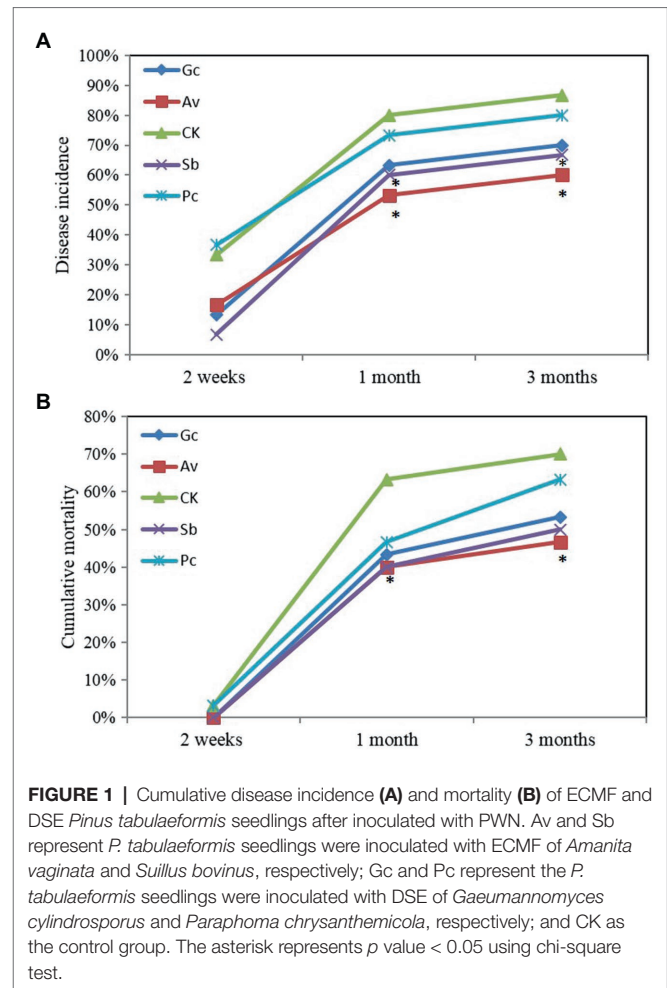 A
100%
90%
80%
70%
60%
50%
40%
30%
20%
10%
0%
Disease incidence
Gc
Av
CK
Sb
Pc
*
*
*
*
2 weeks 1 month 3 months
B
80%
70%
60%
50%
40%
30%
20%
10%
0%
Cumulative mortality
Gc
Av
CK
Sb
Pc
*
*
2 weeks 1 month 3 months
FIGURE 1 | Cumulative disease incidence (A) and mortality (B) of ECMF and
DSE Pinus tabulaeformis seedlings after inoculated with PWN. Av and Sb
represent P. tabulaeformis seedlings were inoculated with ECMF of Amanita
vaginata and Suillus bovinus, respectively; Gc and Pc represent the P.
tabulaeformis seedlings were inoculated with DSE of Gaeumannomyces
cylindrosporus and Paraphoma chrysanthemicola, respectively; and CK as
the control group. The asterisk represents p value < 0.05 using chi-square
test.